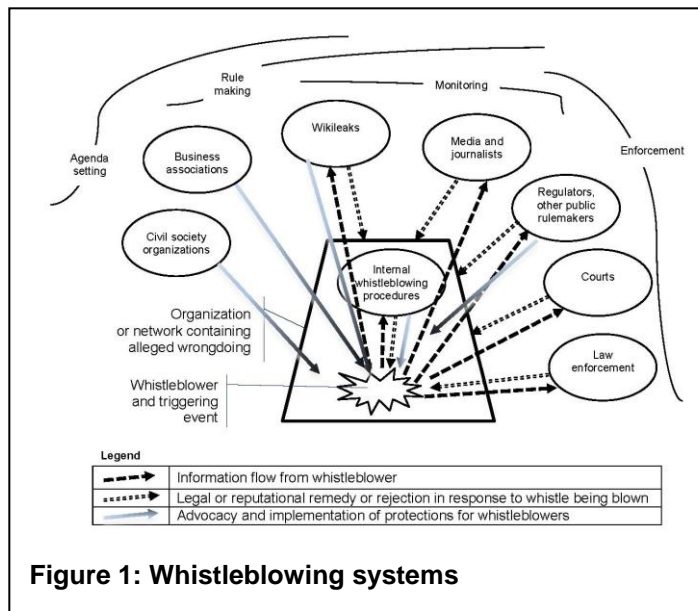 Rule
making
Monitoring
Agenda
setting
Enforcement
Business
associations
Wikileaks
Media and
journalists
Regulators,
other public
rulemakers
Civil society
organizations
Internal
whistleblowing
procedures
Courts
Organization
or network containing
alleged wrongdoing
Law
enforcement
Whistleblower
and triggering
event
Legend
Information flow from whistleblower
Legal or reputational remedy or rejection in response to whistle being blown
Advocacy and implementation of protections for whistleblowers
Figure 1: Whistleblowing systems